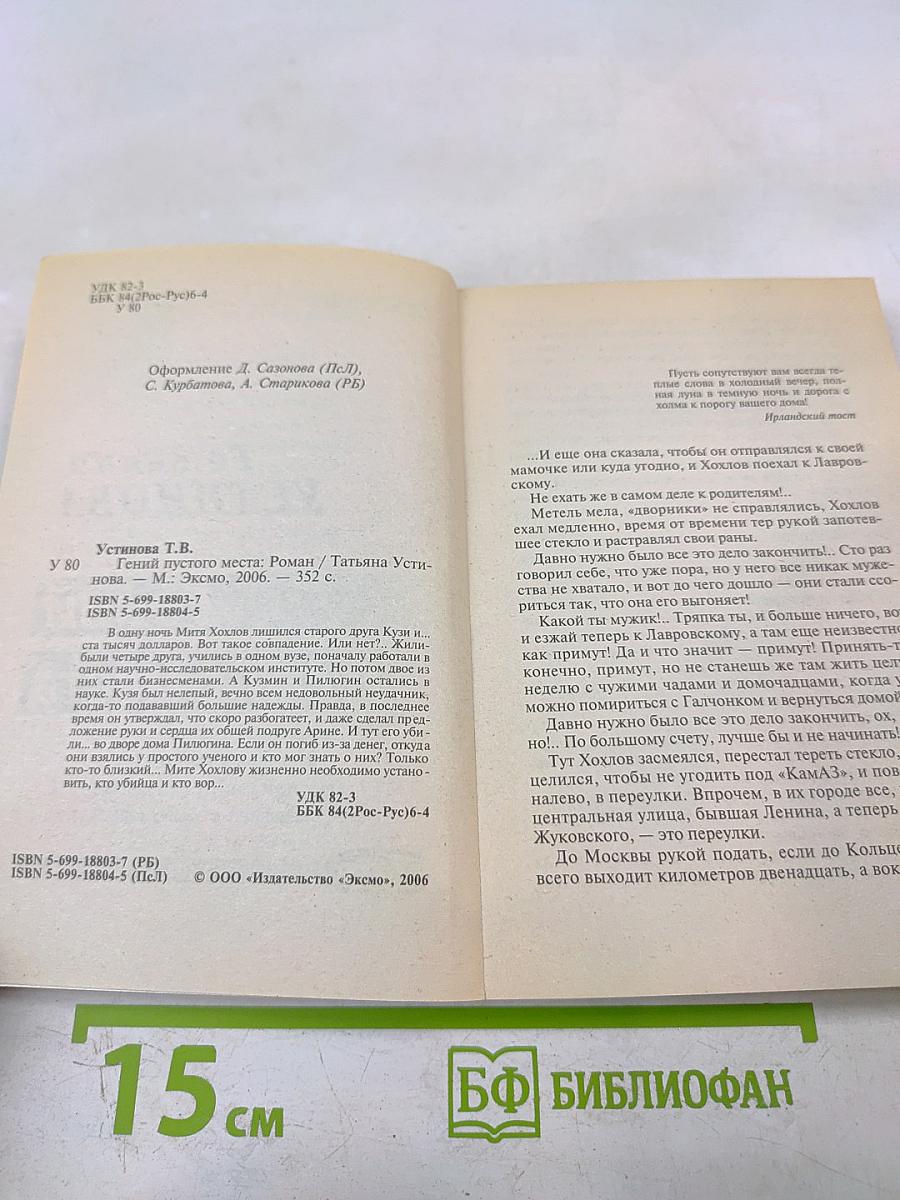 УДК 82-3
ББК 84(2Рос-Рус)6-4
У 80
Оформление Д. Сазонова (ПсЛ),
С. Курбатова, А. Старикова (РБ)
Устинова Т.В.
У 80 Гений пустого места: Роман / Татьяна Усти-
нова. — М.: Эксмо, 2006. — 352 с.
ISBN 5-699-18803-7
ISBN 5-699-18804-5
В одну ночь Митя Хохлов лишился старого друга Кузи и...
ста тысяч долларов. Вот такое совпадение. Или нет?.. Жили-
были четыре друга, учились в одном вузе, поначалу работали в
одном научно-исследовательском институте. Но потом двое из
них стали бизнесменами. А Кузмин и Пилюгин остались в
науке. Кузя был нелепый, вечно всем недовольный неудачник,
когда-то подававший большие надежды. Правда, в последнее
время он утверждал, что скоро разбогатеет, и даже сделал пред-
ложение руки и сердца их общей подруге Арине. И тут его уби-
ли... во дворе дома Пилюгина. Если он погиб из-за денег, откуда
они взялись у простого ученого и кто мог знать о них? Только
кто-то близкий... Мите Хохлову жизненно необходимо устано-
вить, кто убийца и кто вор...
УДК 82-3
ББК 84(2Рос-Рус)6-4
ISBN 5-699-18803-7 (РБ)
ISBN 5-699-18804-5 (ПсЛ) © ООО «Издательство «Эксмо», 2006
Пусть сопутствуют вам всегда те-
плые слова в холодный вечер, пол-
ная луна в темную ночь и дорога с
холма к порогу вашего дома!
Ирландский тост
...И еще она сказала, чтобы он отправлялся к своей
мамочке или куда угодно, и Хохлов поехал к Лавров-
скому.
Не ехать же в самом деле к родителям!..
Метель мела, «дворники» не справлялись, Хохлов
ехал медленно, время от времени тер рукой запотев-
шее стекло и растравлял свои раны.
Давно нужно было все это дело закончить!.. Сто раз
говорил себе, что уже пора, но у него все никак муже-
ства не хватало, и вот до чего дошло — они стали ссо-
риться так, что она его выгоняет!
Какой ты мужик!.. Тряпка ты, и больше ничего, вот
и езжай теперь к Лавровскому, а там еще неизвестно
как примут! Да и что значит — примут! Принять-т
конечно, примут, но не станешь же там жить целу
неделю с чужими чадами и домочадцами, когда у
можно помириться с Галчонком и вернуться домой
Давно нужно было все это дело закончить, ох,
но!.. По большому счету, лучше бы и не начинать!
Тут Хохлов засмеялся, перестал тереть стекло,
целился, чтобы не угодить под «КамАЗ», и пов
налево, в переулки. Впрочем, в их городе все,
центральная улица, бывшая Ленина, а теперь
Жуковского, — это переулки.
До Москвы рукой подать, если до Кольце
всего выходит километров двенадцать, а вок
15 см
БФ БИБЛИОФАН